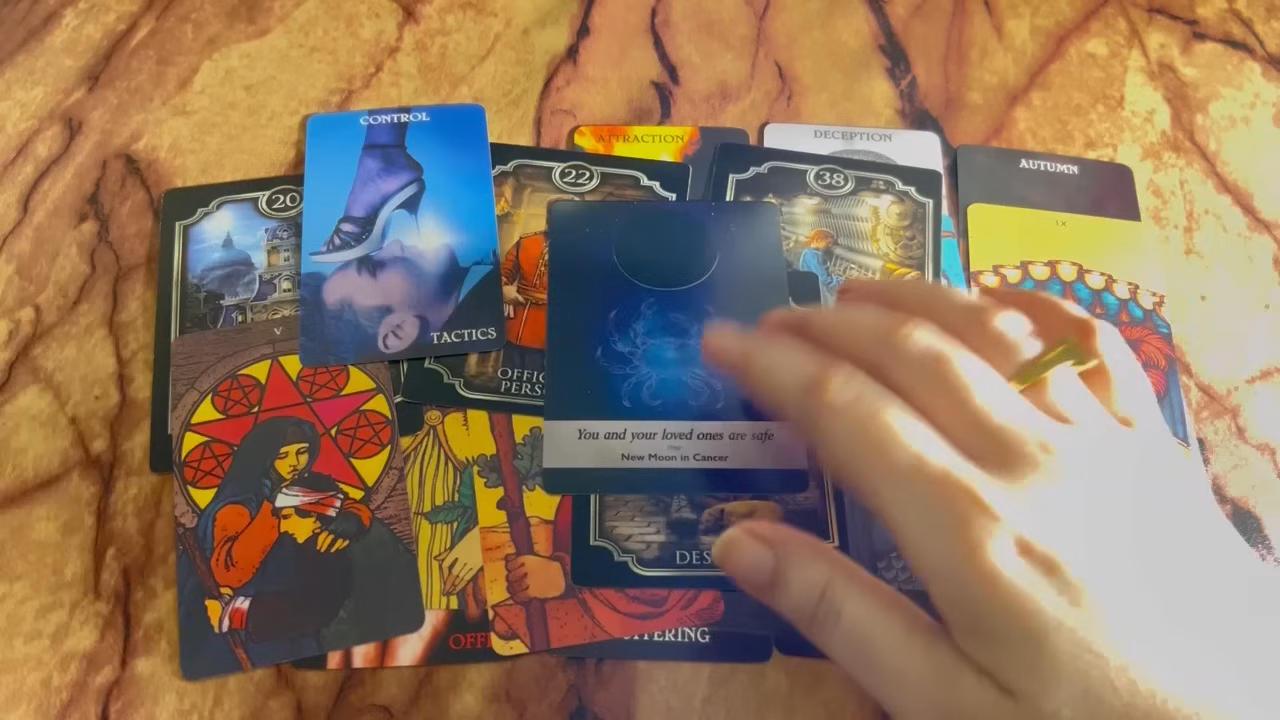 CONTROL
TACTICS
ATTRACTION
DECEPTION
AUTUMN
20
22
38
IX
V
You and your loved ones are safe
New Moon in Cancer